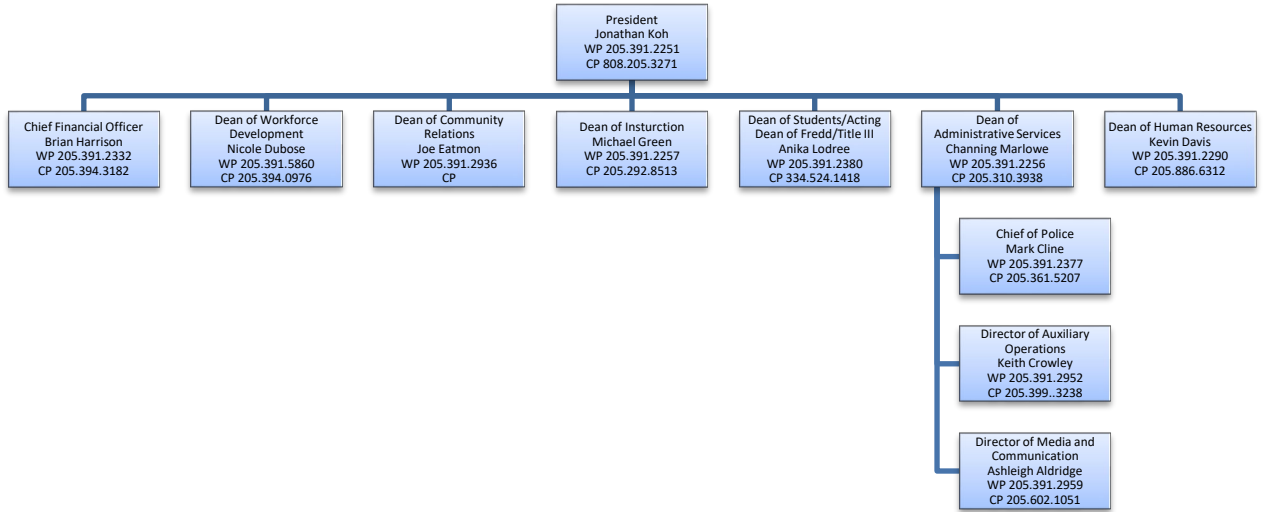 President
Jonathan Koh
WP 205.391.2251
CP 808.205.3271
Chief Financial Officer
Brian Harrison
WP 205.391.2332
CP 205.394.3182
Dean of Workforce
Development
Nicole Dubose
WP 205.391.5860
CP 205.394.0976
Dean of Community
Relations
Joe Eatmon
WP 205.391.2936
CP
Dean of Insturction
Michael Green
WP 205.391.2257
CP 205.292.8513
Dean of Students/Acting
Dean of Fredd/Title III
Anika Lodree
WP 205.391.2380
CP 334.524.1418
Dean of
Administrative Services
Channing Marlowe
WP 205.391.2256
CP 205.310.3938
Dean of Human Resources
Kevin Davis
WP 205.391.2290
CP 205.886.6312
Chief of Police
Mark Cline
WP 205.391.2377
CP 205.361.5207
Director of Auxiliary
Operations
Keith Crowley
WP 205.391.2952
CP 205.399..3238
Director of Media and
Communication
Ashleigh Aldridge
WP 205.391.2959
CP 205.602.1051